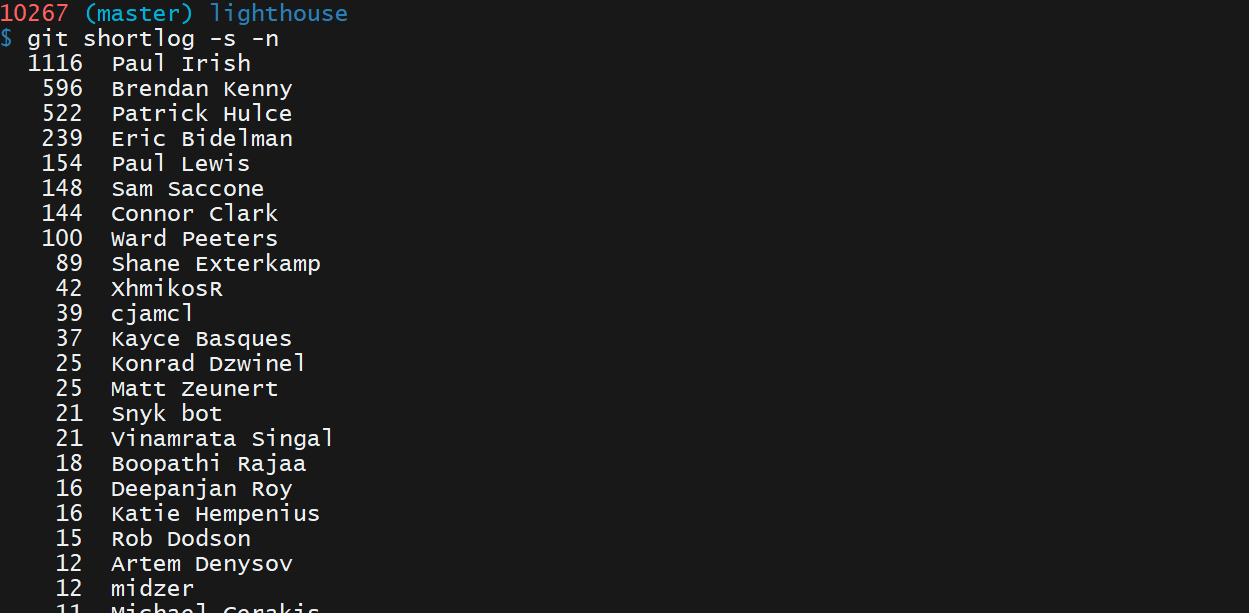 10267 (master) lighthouse
$ git shortlog -s -n
1116 Paul Irish
596 Brendan Kenny
522 Patrick Hulce
239 Eric Bidelman
154 Paul Lewis
148 Sam Saccone
144 Connor Clark
100 Ward Peeters
89 Shane Exterkamp
42 XhmikosR
39 cjamcl
37 Kayce Basques
25 Konrad Dzwinel
25 Matt Zeunert
21 Snyk bot
21 Vinamrata Singal
18 Boopathi Rajaa
16 Deepanjan Roy
16 Katie Hempenius
15 Rob Dodson
12 Artem Denysov
12 midzer
11 Michael